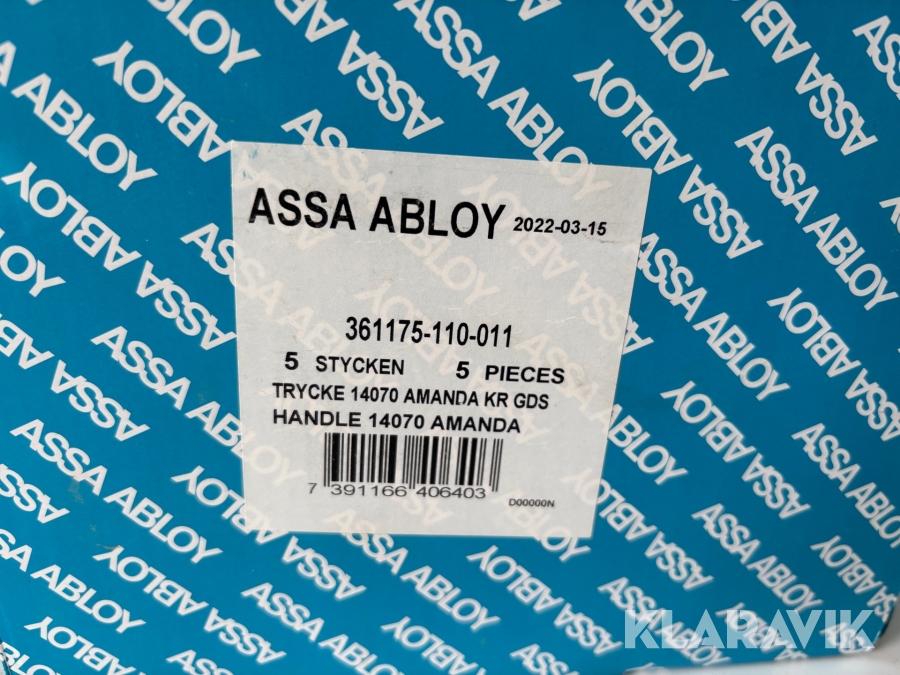 ASSA ABLOY 2022-03-15
361175-110-011
5 STYCKEN 5 PIECES
TRYCKE 14070 AMANDA KR GDS
HANDLE 14070 AMANDA
7 391166 406403
D00000N
KLARAVIK